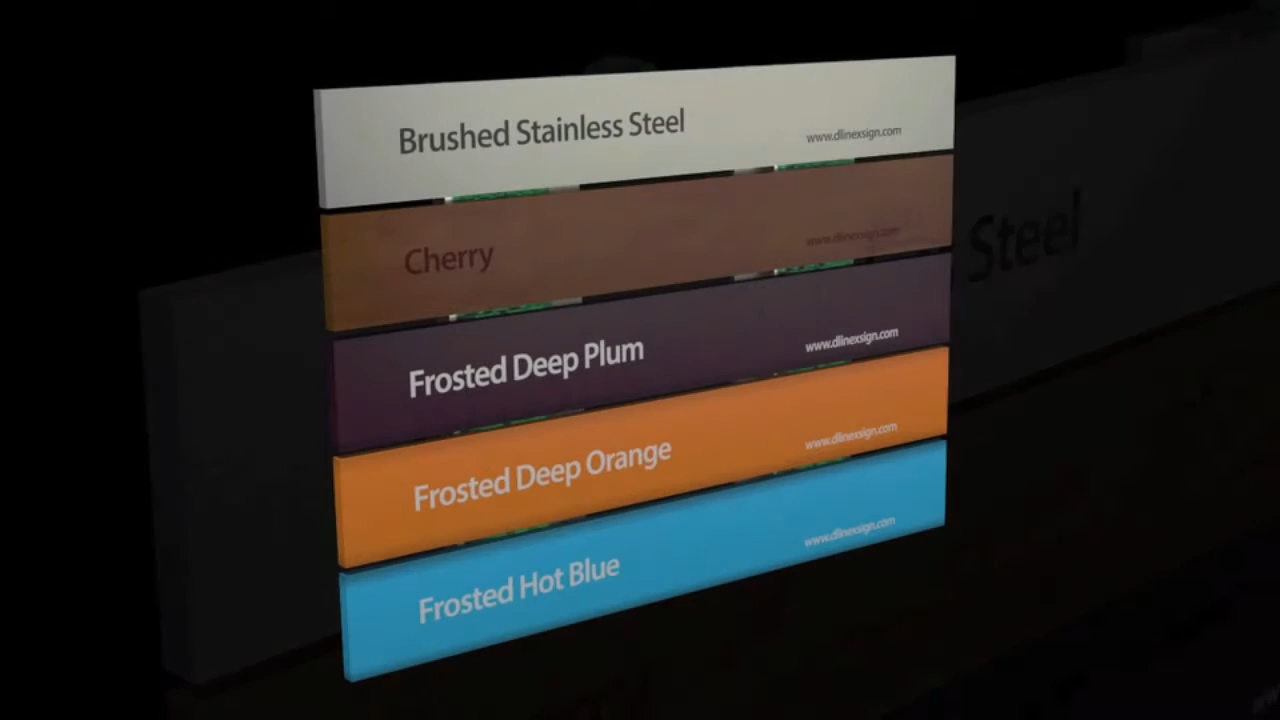 Brushed Stainless Steel
www.dlinexsign.com
Cherry
www.dlinexsign.com
Frosted Deep Plum
www.dlinexsign.com
Frosted Deep Orange
www.dlinexsign.com
Frosted Hot Blue
www.dlinexsign.com
Steel